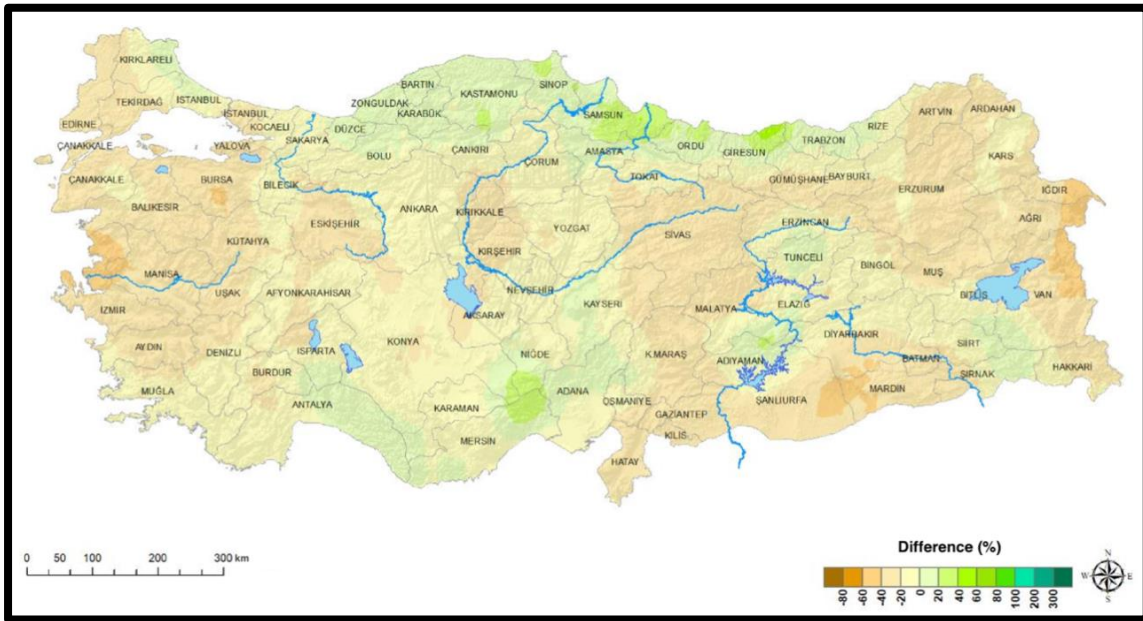 KIRKLARELİ
TEKİRDAĞ
EDİRNE
İSTANBUL
İSTANBUL
KOCAELİ
YALOVA
SAKARYA
DÜZCE
ZONGULDAK
BARTIN
KARABÜK
KASTAMONU
SİNOP
SAMSUN
ÇANAKKALE
ÇANAKKALE
BURSA
BİLECİK
BOLU
ÇANKIRI
ÇORUM
AMASYA
TOKAT
ORDU
GİRESUN
TRABZON
RİZE
ARTVİN
ARDAHAN
KARS
GÜMÜŞHANE
BAYBURT
ERZURUM
IĞDIR
AĞRI
BALIKESİR
ESKİŞEHİR
ANKARA
KIRIKKALE
YOZGAT
SİVAS
ERZİNCAN
TUNCELİ
BİNGÖL
MUŞ
BİTLİS
VAN
KÜTAHYA
MANİSA
UŞAK
AFYONKARAHİSAR
KIRŞEHİR
NEVŞEHİR
KAYSERİ
MALATYA
ELAZIĞ
DİYARBAKIR
İZMİR
AKSARAY
KONYA
ISPARTA
AYDIN
DENİZLİ
BURDUR
NİĞDE
K.MARAŞ
ADIYAMAN
BATMAN
SİİRT
ŞIRNAK
HAKKARİ
MUĞLA
ANTALYA
KARAMAN
MERSİN
ADANA
OSMANİYE
GAZİANTEP
KİLİS
HATAY
ŞANLIURFA
MARDİN
0 50 100 200 300 km
Difference (%)
-80 -60 -40 -20 0 20 40 60 80 100 200 300
N
W E
S